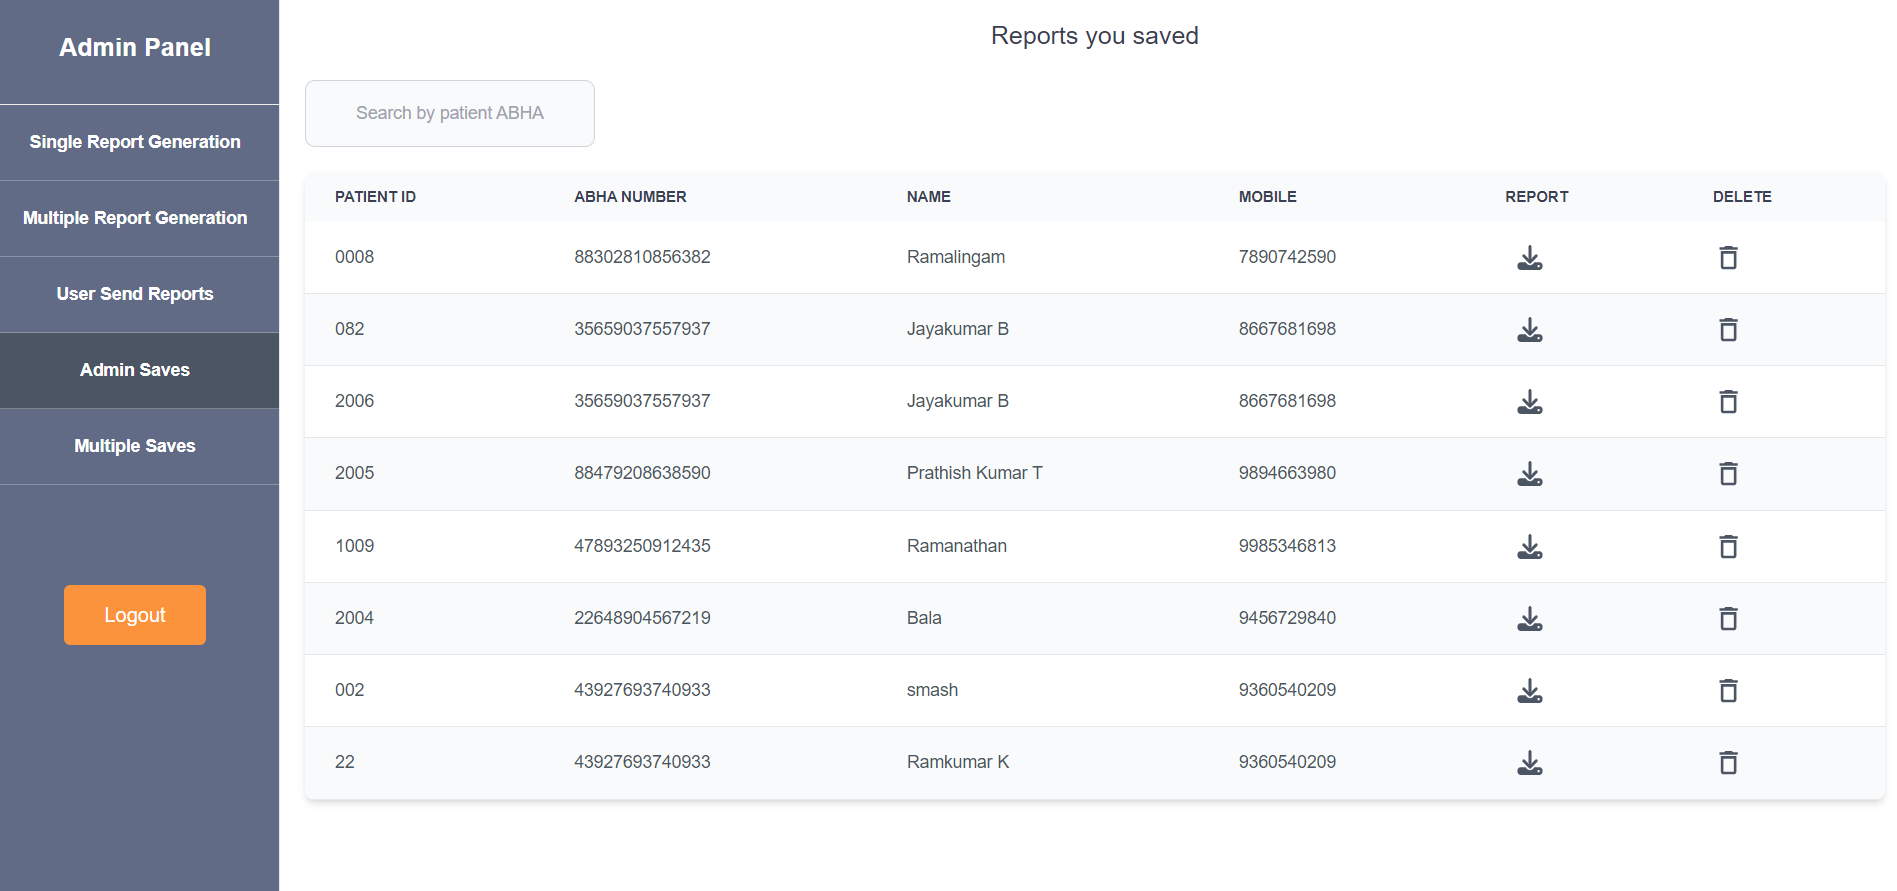 Admin Panel
Single Report Generation
Multiple Report Generation
User Send Reports
Admin Saves
Multiple Saves
Logout
Reports you saved
Search by patient ABHA
PATIENT ID ABHA NUMBER NAME MOBILE REPORT DELETE
0008 88302810856382 Ramalingam 7890742590
082 35659037557937 Jayakumar B 8667681698
2006 35659037557937 Jayakumar B 8667681698
2005 88479208638590 Prathish Kumar T 9894663980
1009 47893250912435 Ramanathan 9985346813
2004 22648904567219 Bala 9456729840
002 43927693740933 smash 9360540209
22 43927693740933 Ramkumar K 9360540209